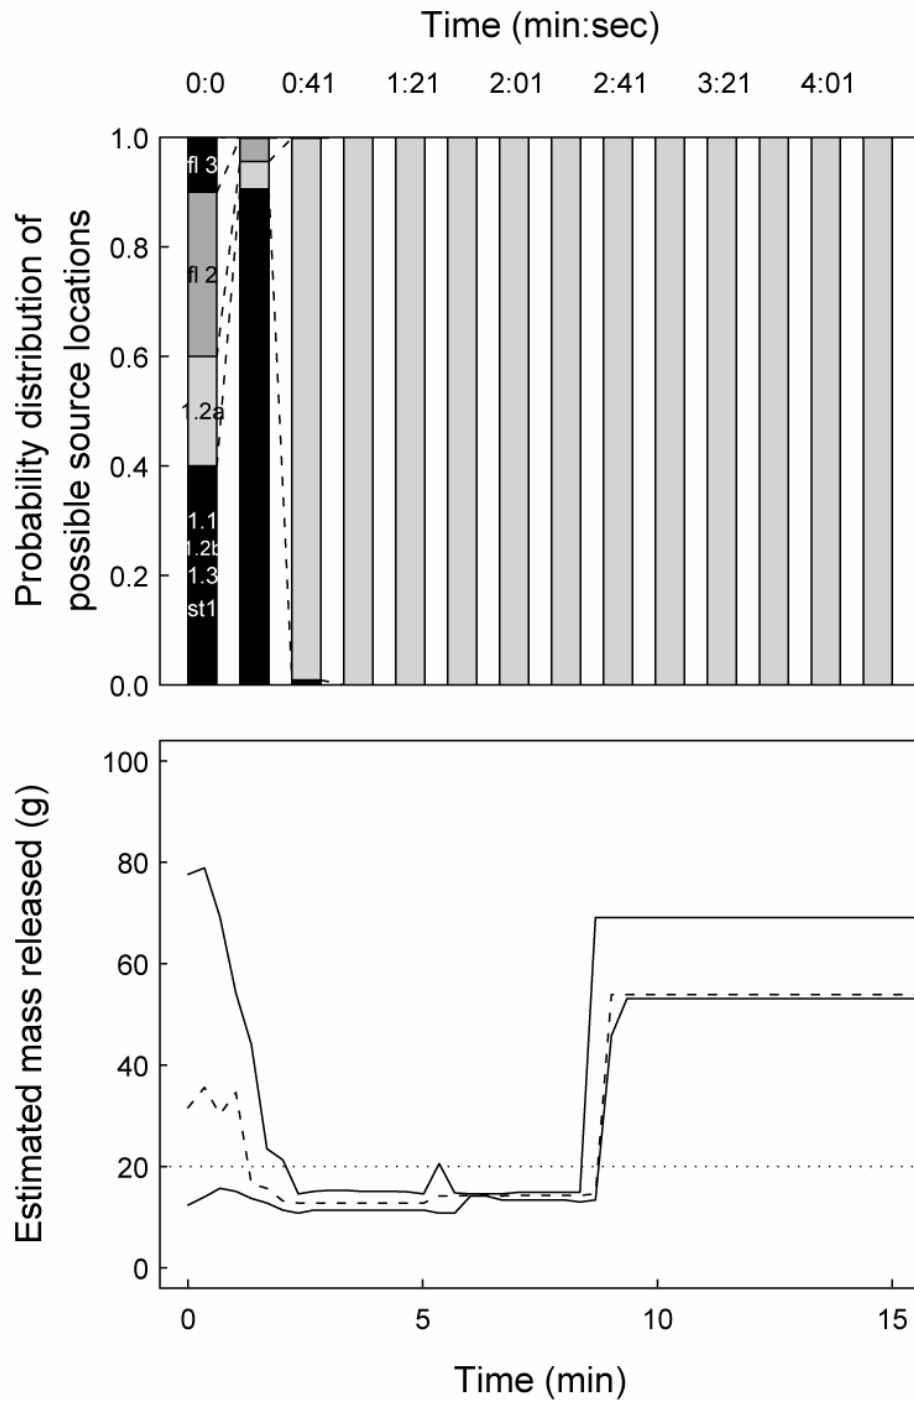 Time (min:sec)
0:0 0:41 1:21 2:01 2:41 3:21 4:01
Probability distribution of
possible source locations
1.0
0.8
0.6
0.4
0.2
0.0
fl 3
fl 2
1.2a
1.1
1.2b
1.3
st1
Estimated mass released (g)
100
80
60
40
20
0
0 5 10 15
Time (min)